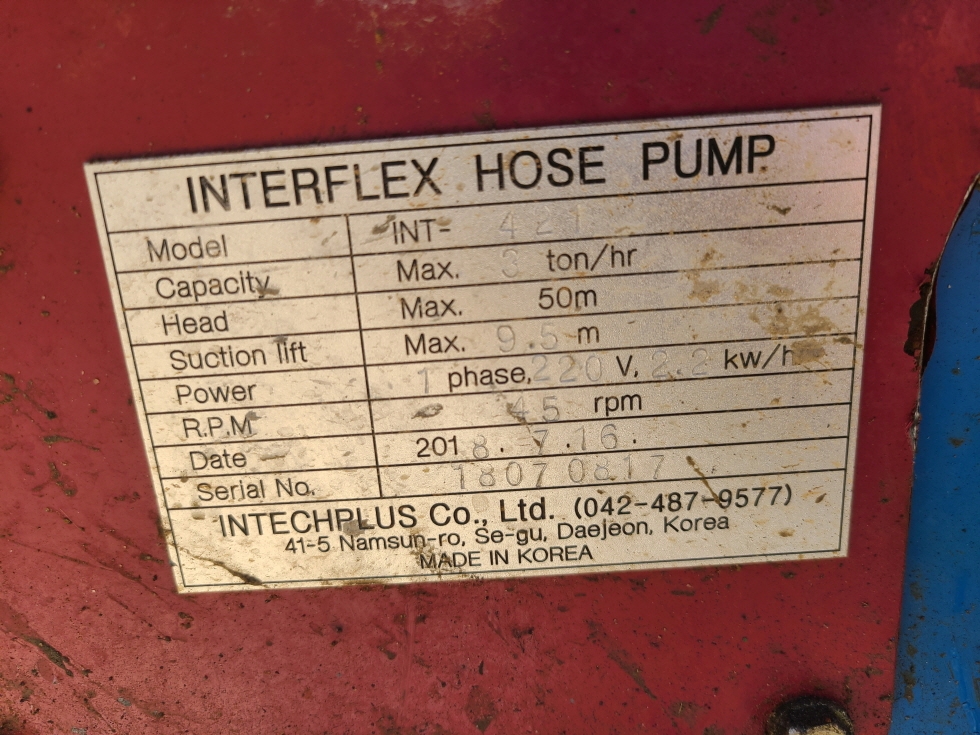 INTERFLEX HOSE PUMP
Model INT- 421
Capacity Max. 3 ton/hr
Head Max. 50m
Suction lift Max. 9.5 m
Power 1 phase, 220 V, 2.2 kw/h
R.P.M 45 rpm
Date 2018. 7.16.
Serial No. 18070817
INTECHPLUS Co., Ltd. (042-487-9577)
41-5 Namsun-ro, Se-gu, Daejeon, Korea
MADE IN KOREA